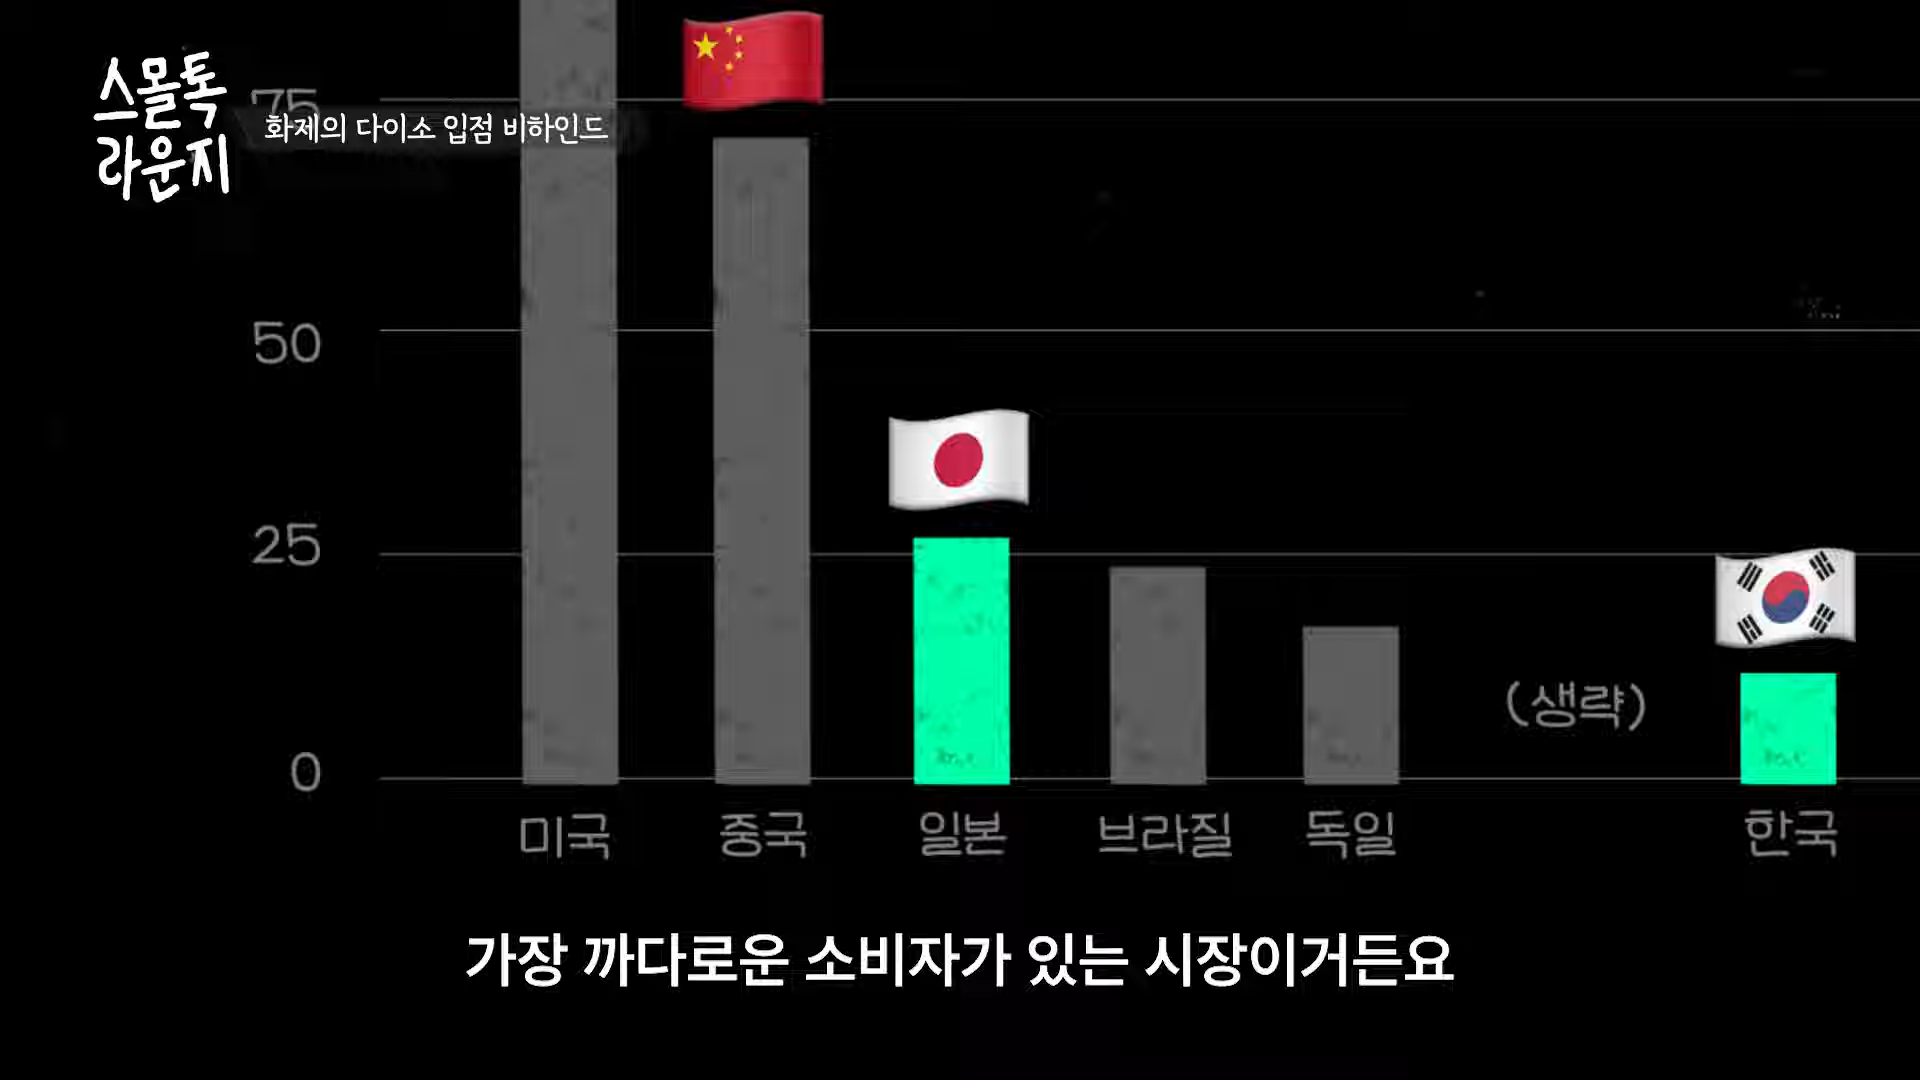 스몰톡
라운지
화제의 다이소 입점 비하인드
75
50
25
0
(생략)
미국 중국 일본 브라질 독일 한국
가장 까다로운 소비자가 있는 시장이거든요